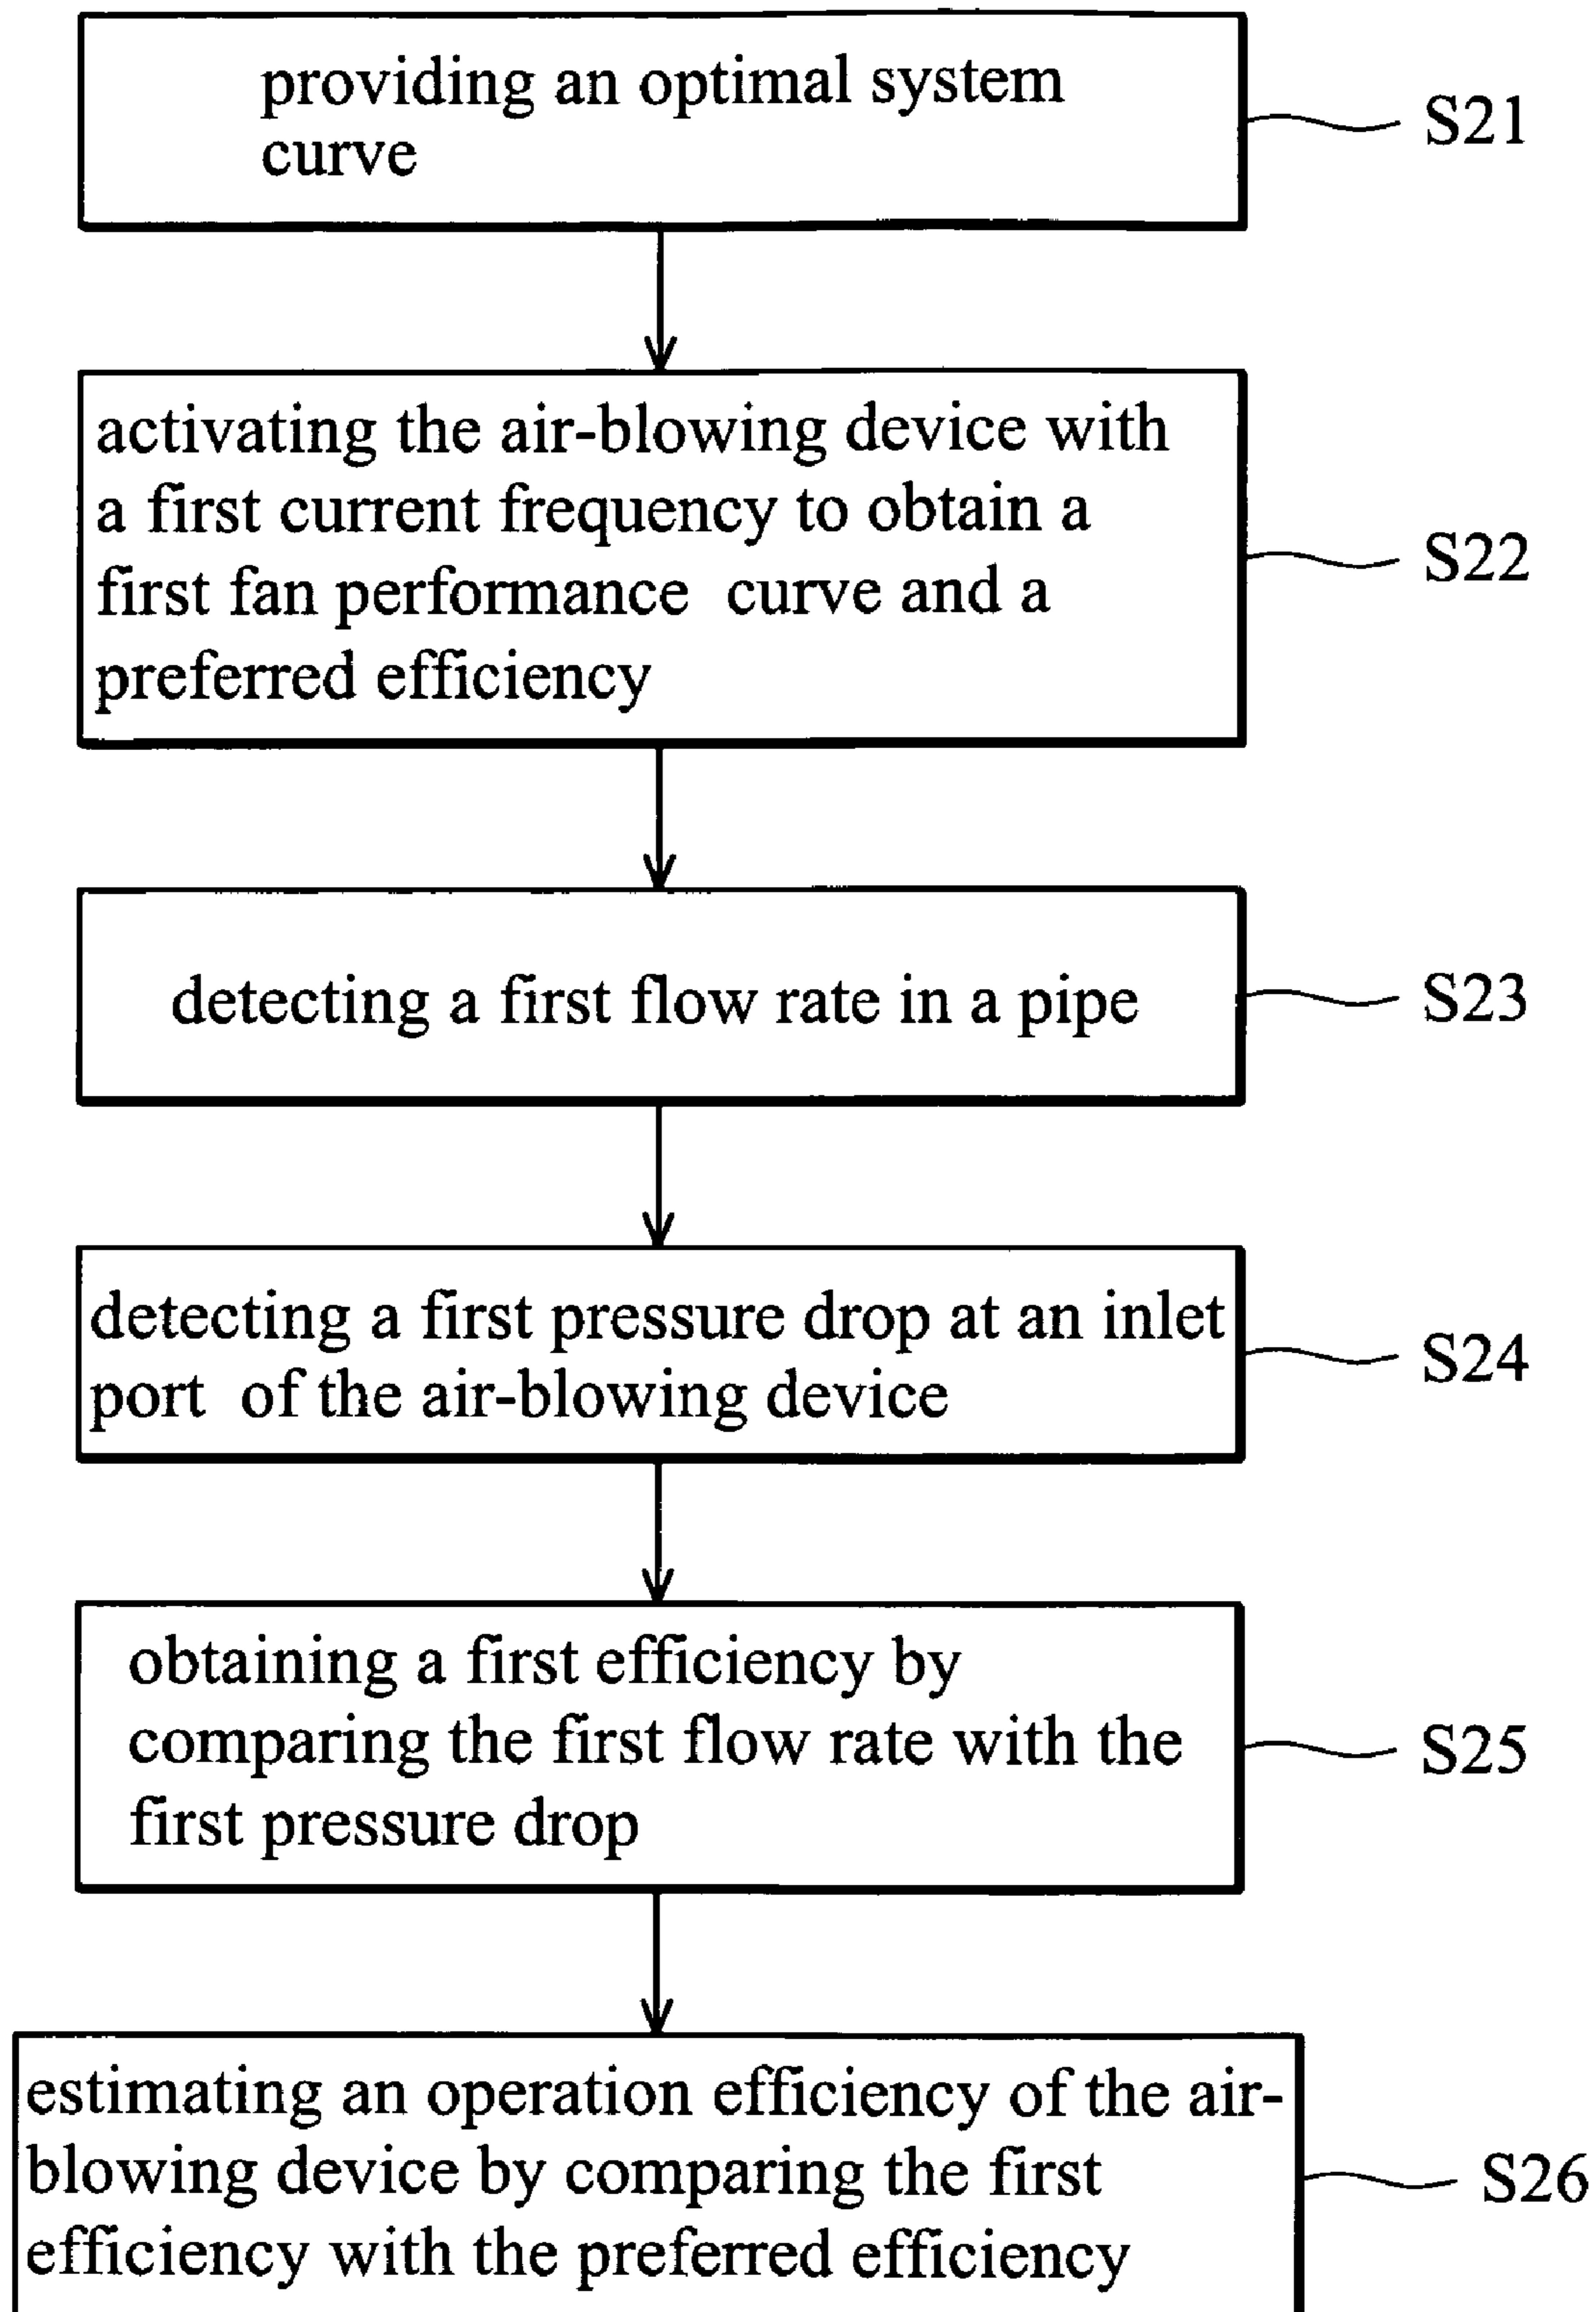 providing an optimal system
curve
S21
activating the air-blowing device with
a first current frequency to obtain a
first fan performance curve and a
preferred efficiency
S22
detecting a first flow rate in a pipe
S23
detecting a first pressure drop at an inlet
port of the air-blowing device
S24
obtaining a first efficiency by
comparing the first flow rate with the
first pressure drop
S25
estimating an operation efficiency of the air-
blowing device by comparing the first
efficiency with the preferred efficiency
S26